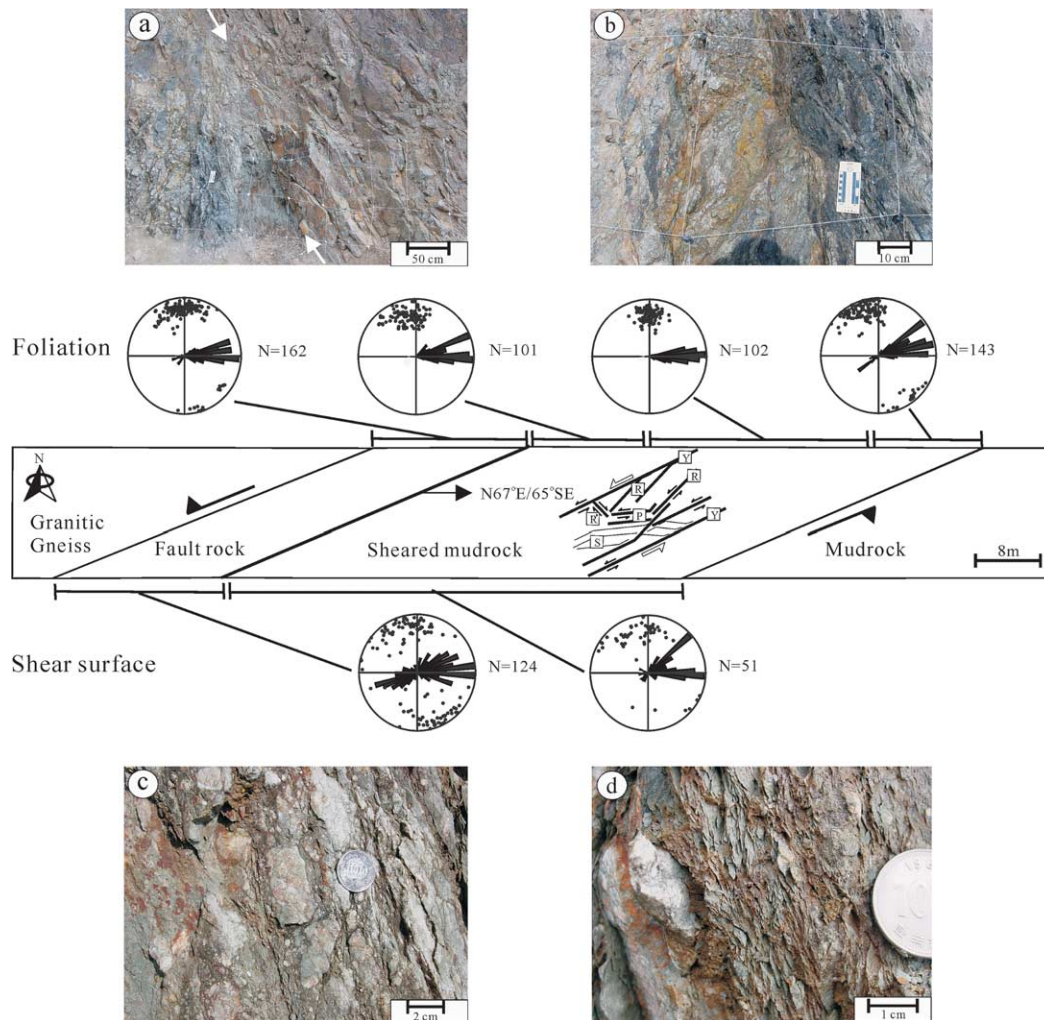 a
b
50 cm
10 cm
Foliation
N=162
N=101
N=102
N=143
N
Granitic
Gneiss
Fault rock
N67°E/65°SE
Sheared mudrock
Y
R
R
R'
P
Y
S
Mudrock
8m
Shear surface
N=124
N=51
c
d
2 cm
1 cm